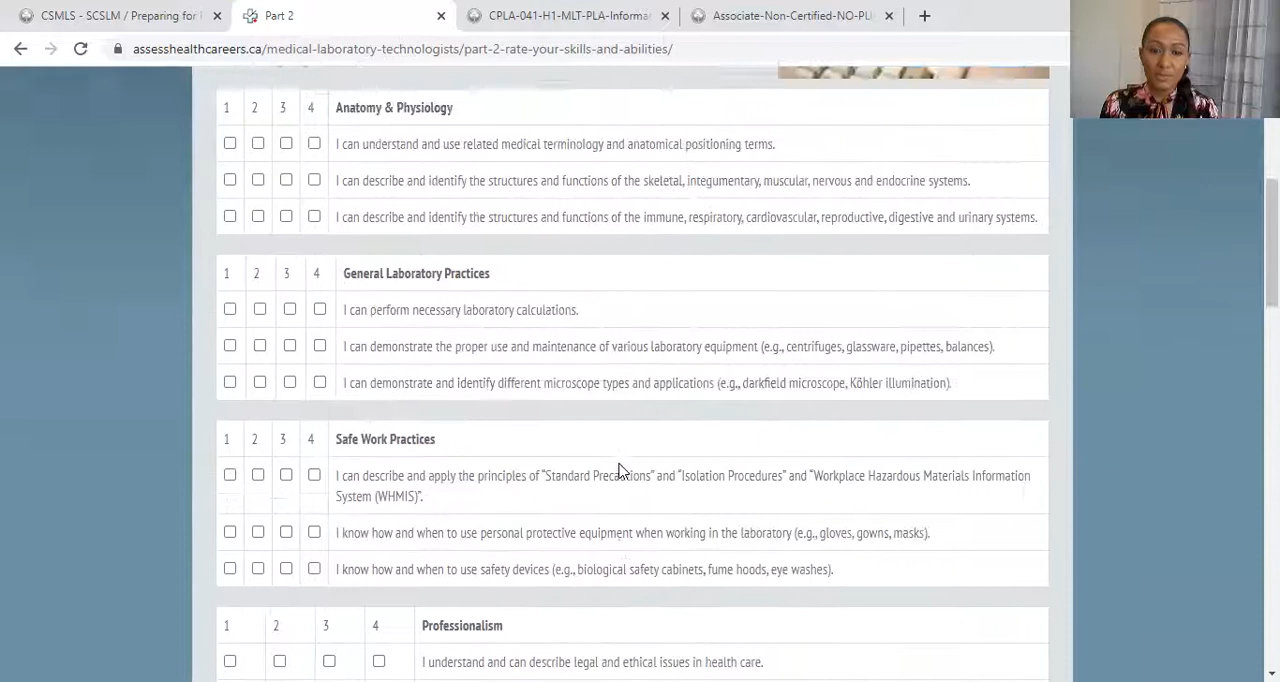 CSMLS - SCSLM / Preparing for
Part 2
CPLA-041-H1-MLT-PLA-Informa
Associate-Non-Certified-NO-PLI
assesshealthcareers.ca/medical-laboratory-technologists/part-2-rate-your-skills-and-abilities/
1 2 3 4 Anatomy & Physiology
I can understand and use related medical terminology and anatomical positioning terms.
I can describe and identify the structures and functions of the skeletal, integumentary, muscular, nervous and endocrine systems.
I can describe and identify the structures and functions of the immune, respiratory, cardiovascular, reproductive, digestive and urinary systems.
1 2 3 4 General Laboratory Practices
I can perform necessary laboratory calculations.
I can demonstrate the proper use and maintenance of various laboratory equipment (e.g., centrifuges, glassware, pipettes, balances).
I can demonstrate and identify different microscope types and applications (e.g., darkfield microscope, Köhler illumination).
1 2 3 4 Safe Work Practices
I can describe and apply the principles of “Standard Precautions” and “Isolation Procedures” and “Workplace Hazardous Materials Information
System (WHMIS)”.
I know how and when to use personal protective equipment when working in the laboratory (e.g., gloves, gowns, masks).
I know how and when to use safety devices (e.g., biological safety cabinets, fume hoods, eye washes).
1 2 3 4 Professionalism
I understand and can describe legal and ethical issues in health care.